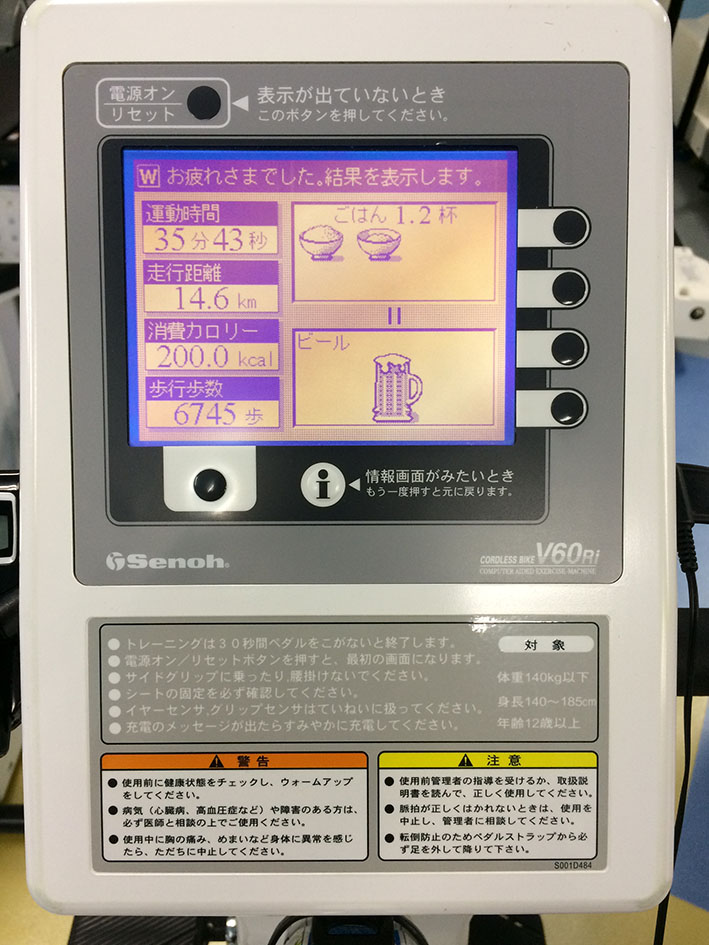 電源オン
リセット
表示が出ていないとき
このボタンを押してください。
W お疲れさまでした。結果を表示します。
運動時間
35分43秒
走行距離
14.6 km
消費カロリー
200.0 kcal
歩行歩数
6745 歩
ごはん 1.2 杯
=
ビール
i 情報画面がみたいとき
もう一度押すと元に戻ります。
Senoh®
CORDLESS BIKE V60Ri
COMPUTER AIDED EXERCISE MACHINE
●トレーニングは30秒間ペダルをこがないと終了します。
●電源オン/リセットボタンを押すと、最初の画面になります。
●サイドグリップに乗ったり,腰掛けないでください。
●シートの固定を必ず確認してください。
●イヤーセンサ,グリップセンサはていねいに扱ってください。
●充電のメッセージが出たらすみやかに充電してください。
対象
体重140kg以下
身長140~185cm
年齢12歳以上
警告
●使用前に健康状態をチェックし、ウォームアップ
をしてください。
●病気(心臓病、高血圧症など)や障害のある方は、
必ず医師と相談の上でご使用ください。
●使用中に胸の痛み、めまいなど身体に異常を感じ
たら、ただちに中止してください。
注意
●使用前管理者の指導を受けるか、取扱説
明書を読んで、正しく使用してください。
●脈拍が正しくはかれないときは、使用を
中止し、管理者に相談してください。
●転倒防止のためペダルストラップから必
ず足を外して降りて下さい。
S001D484